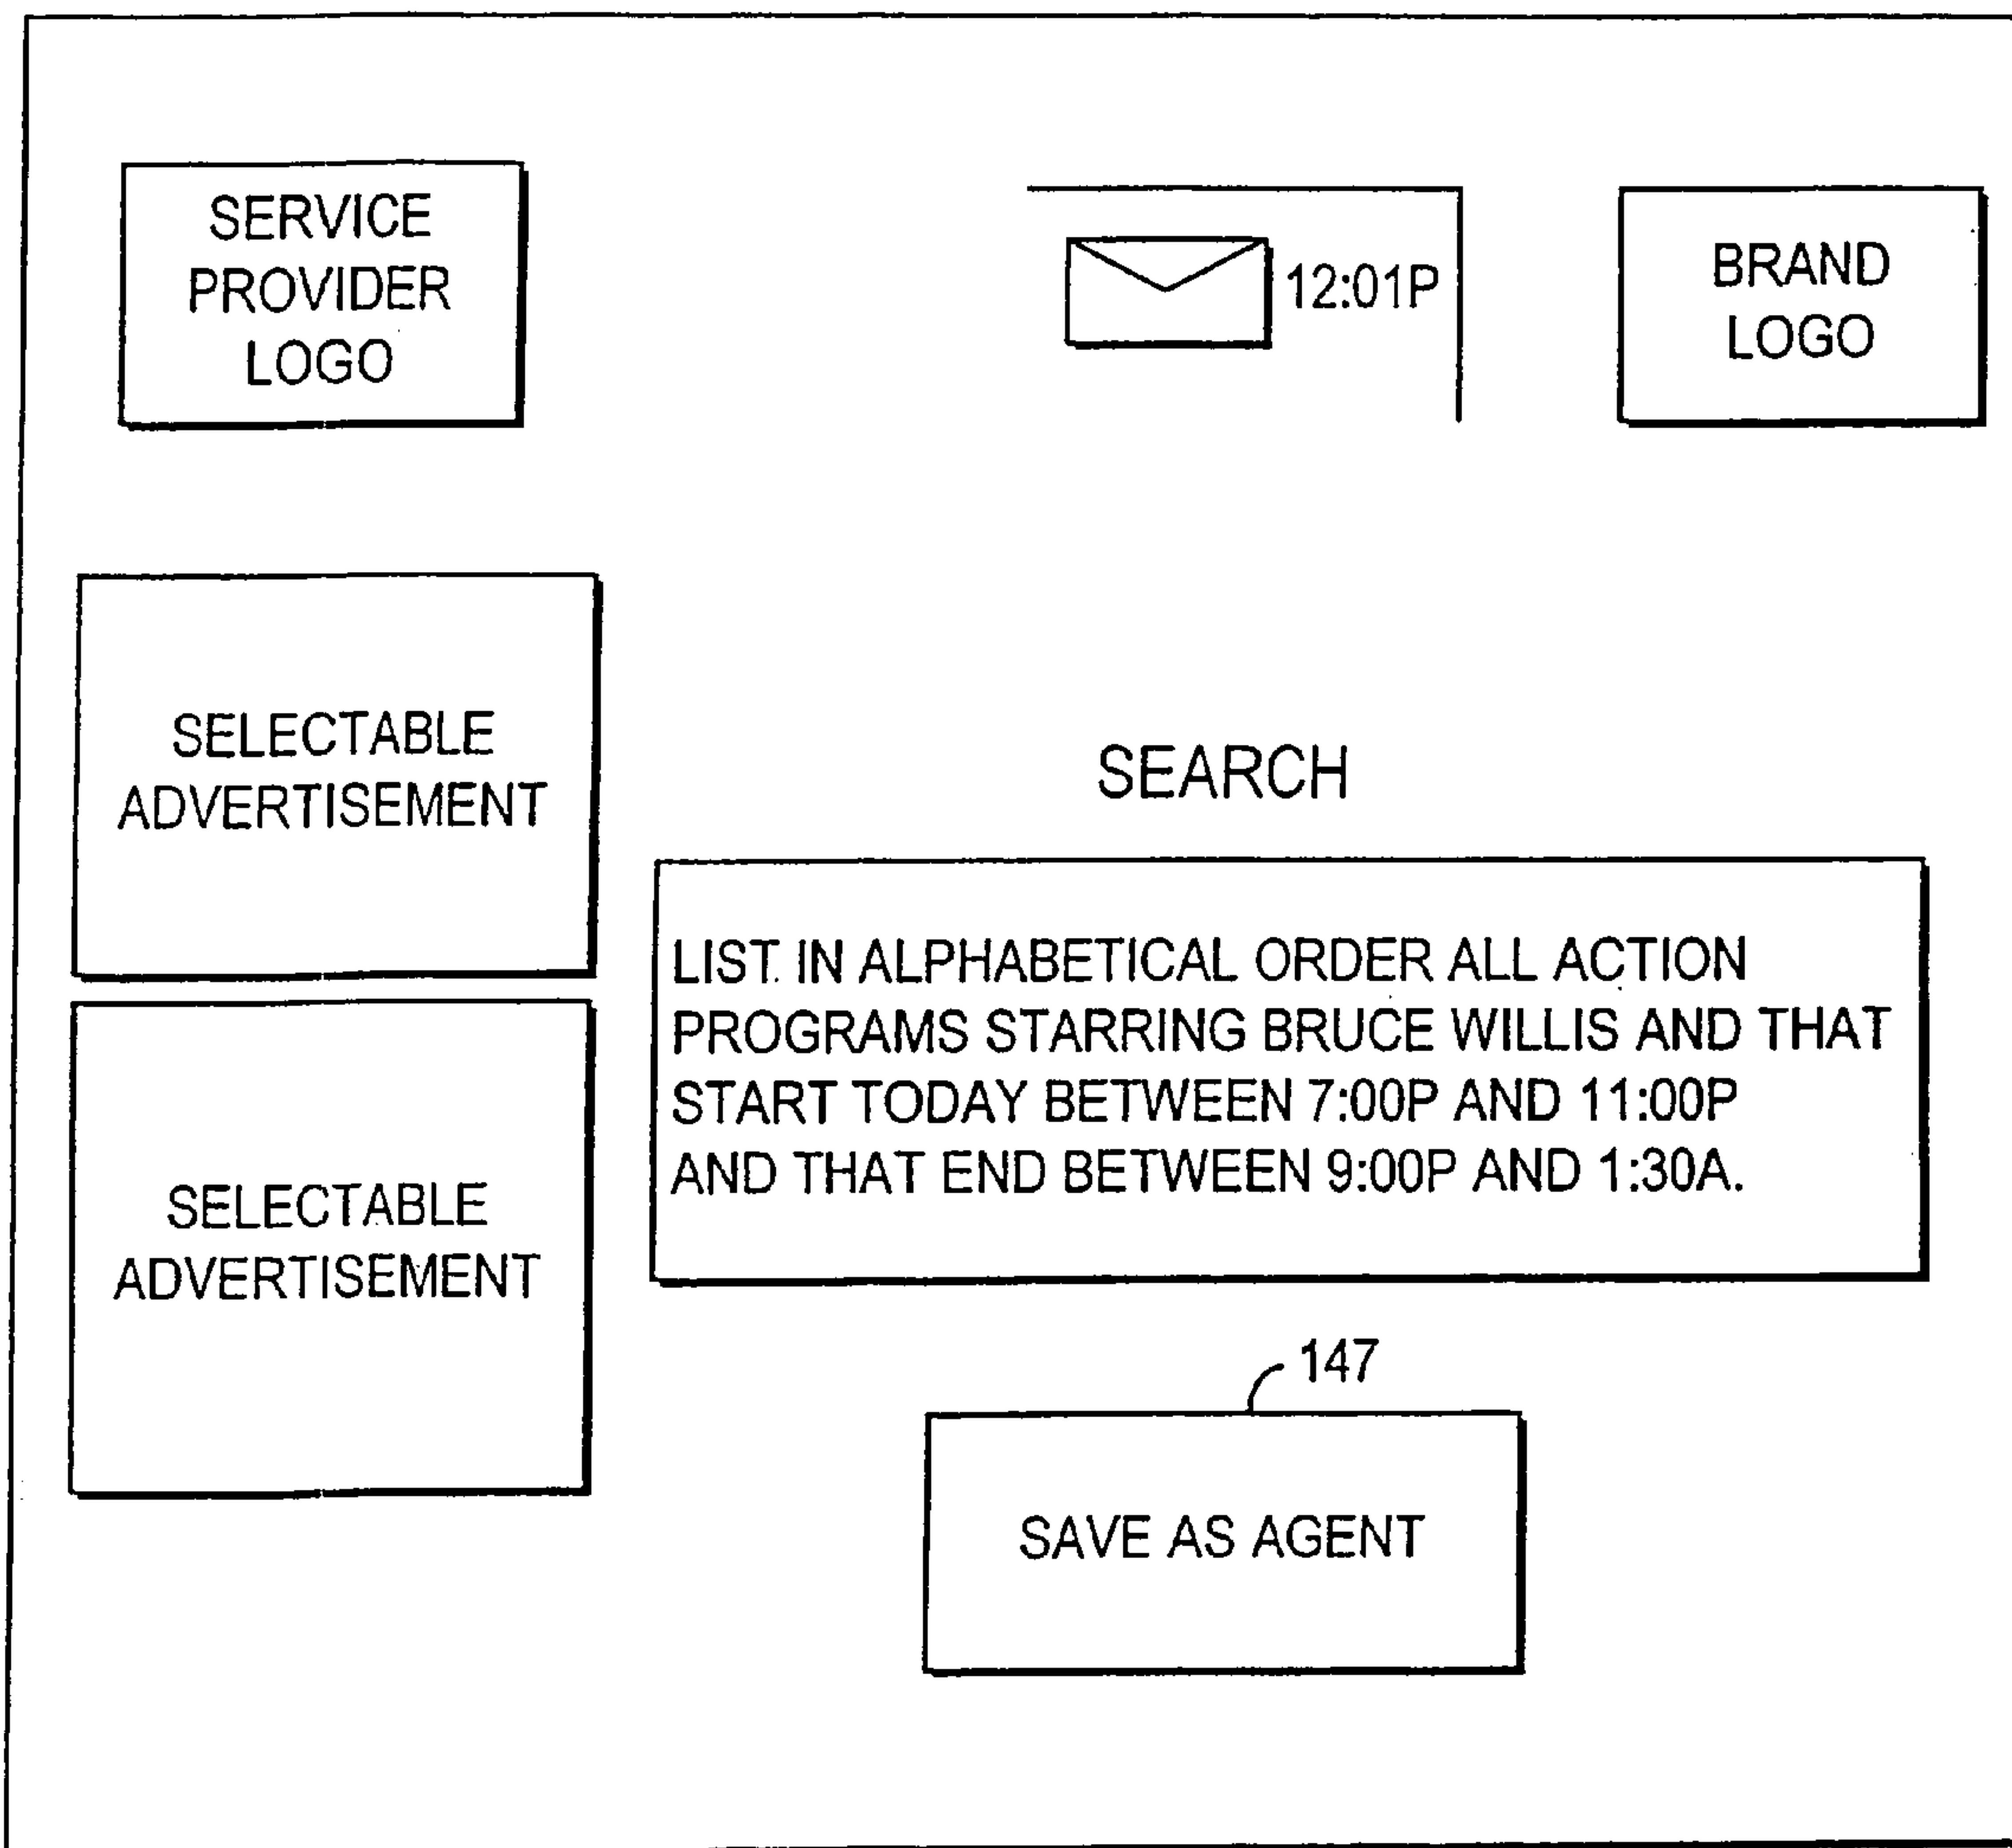 SERVICE
PROVIDER
LOGO
12:01P
BRAND
LOGO
SELECTABLE
ADVERTISEMENT
SEARCH
LIST IN ALPHABETICAL ORDER ALL ACTION
PROGRAMS STARRING BRUCE WILLIS AND THAT
START TODAY BETWEEN 7:00P AND 11:00P
AND THAT END BETWEEN 9:00P AND 1:30A.
SELECTABLE
ADVERTISEMENT
147
SAVE AS AGENT